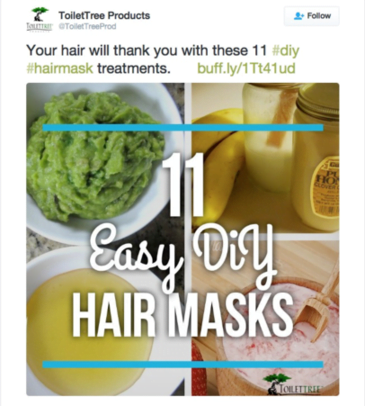 ToiletTree Products
@ToiletTreeProd
Follow
Your hair will thank you with these 11 #diy
#hairmask treatments. buff.ly/1Tt41ud
11
Easy DiY
HAIR MASKS
TOILETTREE